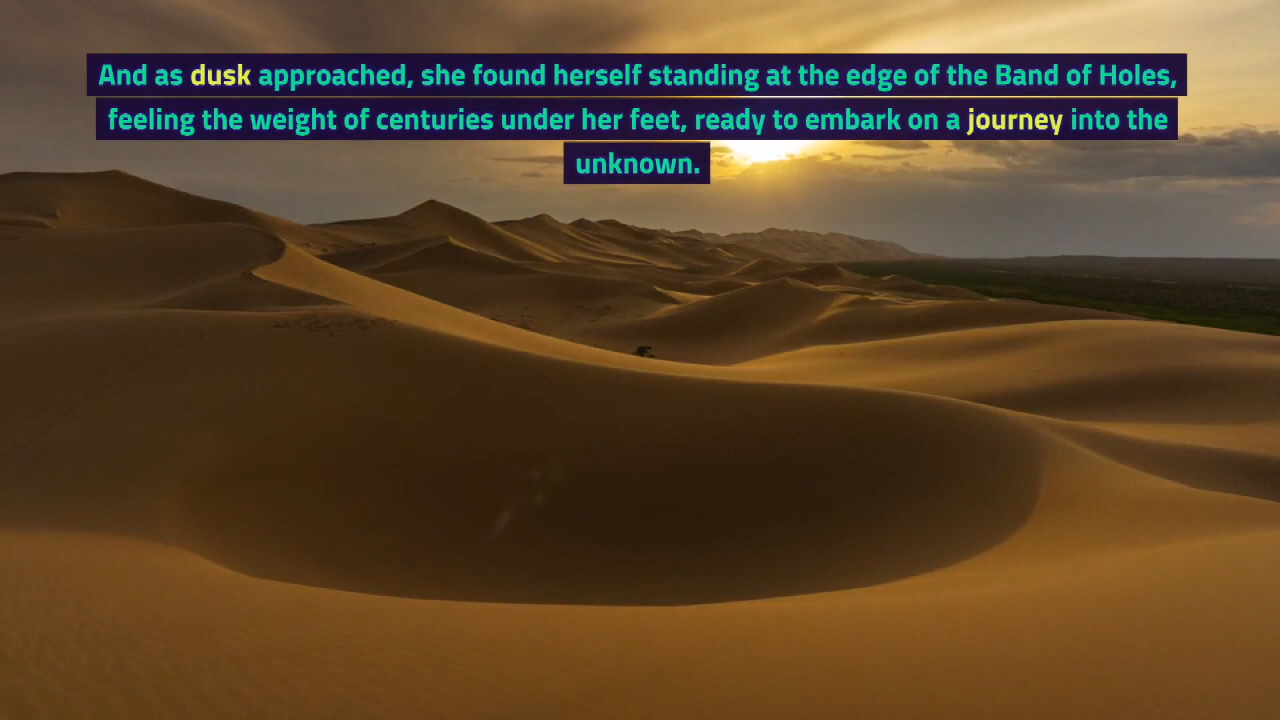 And as dusk approached, she found herself standing at the edge of the Band of Holes,
feeling the weight of centuries under her feet, ready to embark on a journey into the
unknown.